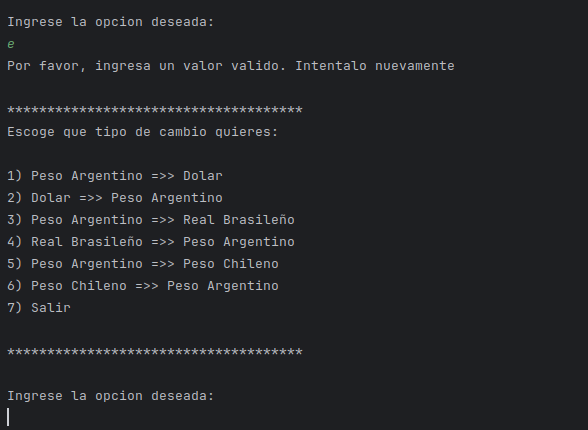 Ingrese la opcion deseada:
e
Por favor, ingresa un valor valido. Intentalo nuevamente
*************************************
Escoge que tipo de cambio quieres:
1) Peso Argentino =>> Dolar
2) Dolar =>> Peso Argentino
3) Peso Argentino =>> Real Brasileño
4) Real Brasileño =>> Peso Argentino
5) Peso Argentino =>> Peso Chileno
6) Peso Chileno =>> Peso Argentino
7) Salir
*************************************
Ingrese la opcion deseada: